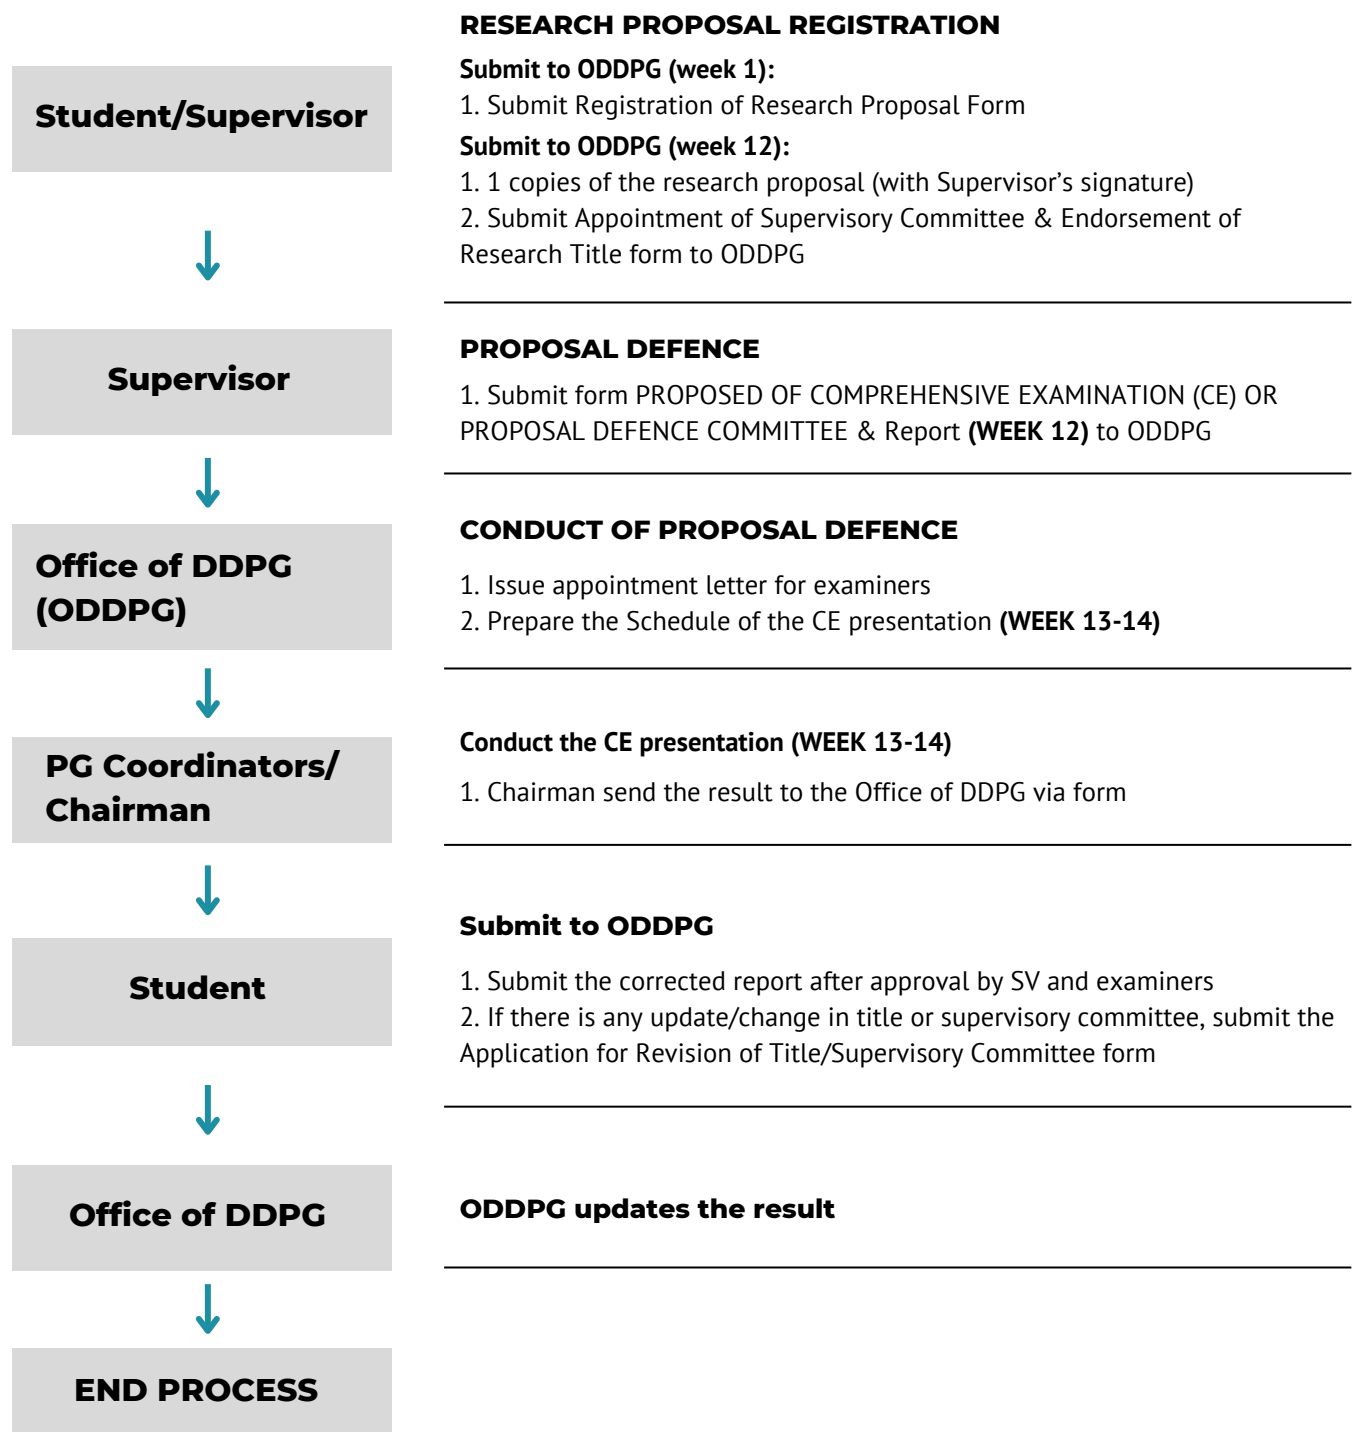 RESEARCH PROPOSAL REGISTRATION
Student/Supervisor
Submit to ODDPG (week 1):
1. Submit Registration of Research Proposal Form
Submit to ODDPG (week 12):
1. 1 copies of the research proposal (with Supervisor’s signature)
2. Submit Appointment of Supervisory Committee & Endorsement of
Research Title form to ODDPG
Supervisor
PROPOSAL DEFENCE
1. Submit form PROPOSED OF COMPREHENSIVE EXAMINATION (CE) OR
PROPOSAL DEFENCE COMMITTEE & Report (WEEK 12) to ODDPG
Office of DDPG
(ODDPG)
CONDUCT OF PROPOSAL DEFENCE
1. Issue appointment letter for examiners
2. Prepare the Schedule of the CE presentation (WEEK 13-14)
PG Coordinators/
Chairman
Conduct the CE presentation (WEEK 13-14)
1. Chairman send the result to the Office of DDPG via form
Student
Submit to ODDPG
1. Submit the corrected report after approval by SV and examiners
2. If there is any update/change in title or supervisory committee, submit the
Application for Revision of Title/Supervisory Committee form
Office of DDPG
ODDPG updates the result
END PROCESS